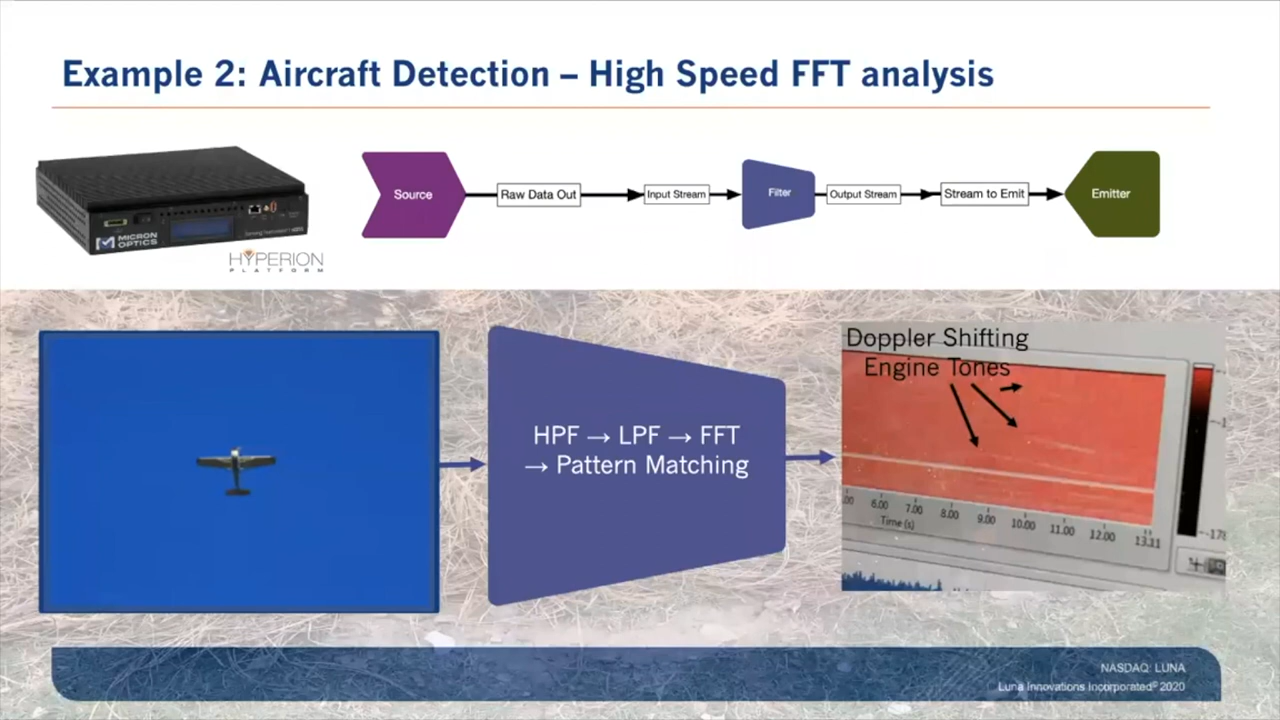 Example 2: Aircraft Detection – High Speed FFT analysis
Source
Raw Data Out
Input Stream
Filter
Output Stream
Stream to Emit
Emitter
MICRON
OPTICS
HYPERION
PLATFORM
Doppler Shifting
Engine Tones
HPF → LPF → FFT
→ Pattern Matching
6.00 7.00 8.00 9.00 10.00 11.00 12.00 13.11
Time (s)
NASDAQ: LUNA
Luna Innovations Incorporated© 2020